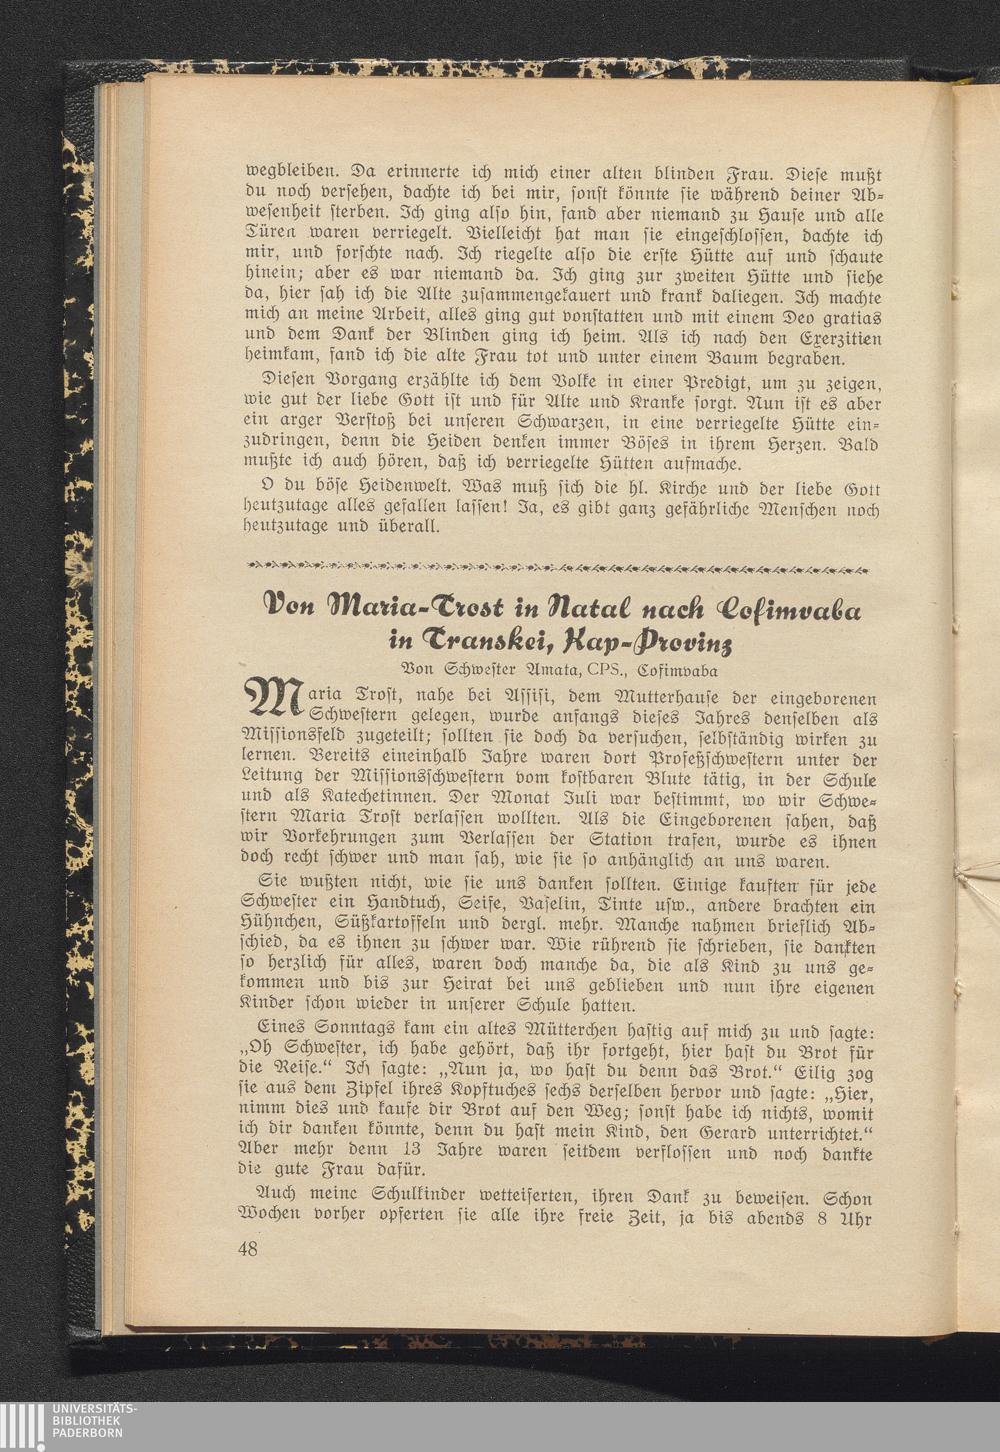 wegbleiben. Da erinnerte ich mich einer alten blinden Frau. Diese mußt
du noch versehen, dachte ich bei mir, sonst könnte sie während deiner Ab-
wesenheit sterben. Ich ging also hin, fand aber niemand zu Hause und alle
Türen waren verriegelt. Vielleicht hat man sie eingeschlossen, dachte ich
mir, und forschte nach. Ich riegelte also die erste Hütte auf und schaute
hinein; aber es war niemand da. Ich ging zur zweiten Hütte und siehe
da, hier sah ich die Alte zusammengekauert und krank daliegen. Ich machte
mich an meine Arbeit, alles ging gut vonstatten und mit einem Deo gratias
und dem Dank der Blinden ging ich heim. Als ich nach den Exerzitien
heimkam, fand ich die alte Frau tot und unter einem Baum begraben.
Diesen Vorgang erzählte ich dem Volke in einer Predigt, um zu zeigen,
wie gut der liebe Gott ist und für Alte und Kranke sorgt. Nun ist es aber
ein arger Verstoß bei unseren Schwarzen, in eine verriegelte Hütte ein-
zudringen, denn die Heiden denken immer Böses in ihrem Herzen. Bald
mußte ich auch hören, daß ich verriegelte Hütten aufmache.
O du böse Heidenwelt. Was muß sich die hl. Kirche und der liebe Gott
heutzutage alles gefallen lassen! Ja, es gibt ganz gefährliche Menschen noch
heutzutage und überall.
Von Maria-Trost in Natal nach Cofimvaba
in Transkei, Kap-Provinz
Von Schwester Amata, CPS., Cofimvaba
Maria Trost, nahe bei Assisi, dem Mutterhause der eingeborenen
Schwestern gelegen, wurde anfangs dieses Jahres denselben als
Missionsfeld zugeteilt; sollten sie doch da versuchen, selbständig wirken zu
lernen. Bereits eineinhalb Jahre waren dort Profeßschwestern unter der
Leitung der Missionsschwestern vom kostbaren Blute tätig, in der Schule
und als Katechetinnen. Der Monat Juli war bestimmt, wo wir Schwe-
stern Maria Trost verlassen wollten. Als die Eingeborenen sahen, daß
wir Vorkehrungen zum Verlassen der Station trafen, wurde es ihnen
doch recht schwer und man sah, wie sie so anhänglich an uns waren.
Sie wußten nicht, wie sie uns danken sollten. Einige kauften für jede
Schwester ein Handtuch, Seife, Vaselin, Tinte usw., andere brachten ein
Hühnchen, Süßkartoffeln und dergl. mehr. Manche nahmen brieflich Ab-
schied, da es ihnen zu schwer war. Wie rührend sie schrieben, sie dankten
so herzlich für alles, waren doch manche da, die als Kind zu uns ge-
kommen und bis zur Heirat bei uns geblieben und nun ihre eigenen
Kinder schon wieder in unserer Schule hatten.
Eines Sonntags kam ein altes Mütterchen hastig auf mich zu und sagte:
„Oh Schwester, ich habe gehört, daß ihr fortgeht, hier hast du Brot für
die Reise.“ Ich sagte: „Nun ja, wo hast du denn das Brot.“ Eilig zog
sie aus dem Zipfel ihres Kopftuches sechs derselben hervor und sagte: „Hier,
nimm dies und kaufe dir Brot auf den Weg; sonst habe ich nichts, womit
ich dir danken könnte, denn du hast mein Kind, den Gerard unterrichtet.“
Aber mehr denn 13 Jahre waren seitdem verflossen und noch dankte
die gute Frau dafür.
Auch meine Schulkinder wetteiferten, ihren Dank zu beweisen. Schon
Wochen vorher opferten sie alle ihre freie Zeit, ja bis abends 8 Uhr
48
UNIVERSITÄTS-
BIBLIOTHEK
PADERBORN